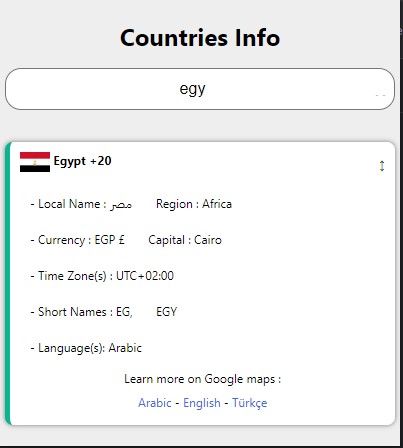 Countries Info
egy
Egypt +20
- Local Name : مصر Region : Africa
- Currency : EGP £ Capital : Cairo
- Time Zone(s) : UTC+02:00
- Short Names : EG, EGY
- Language(s): Arabic
Learn more on Google maps :
Arabic - English - Türkçe